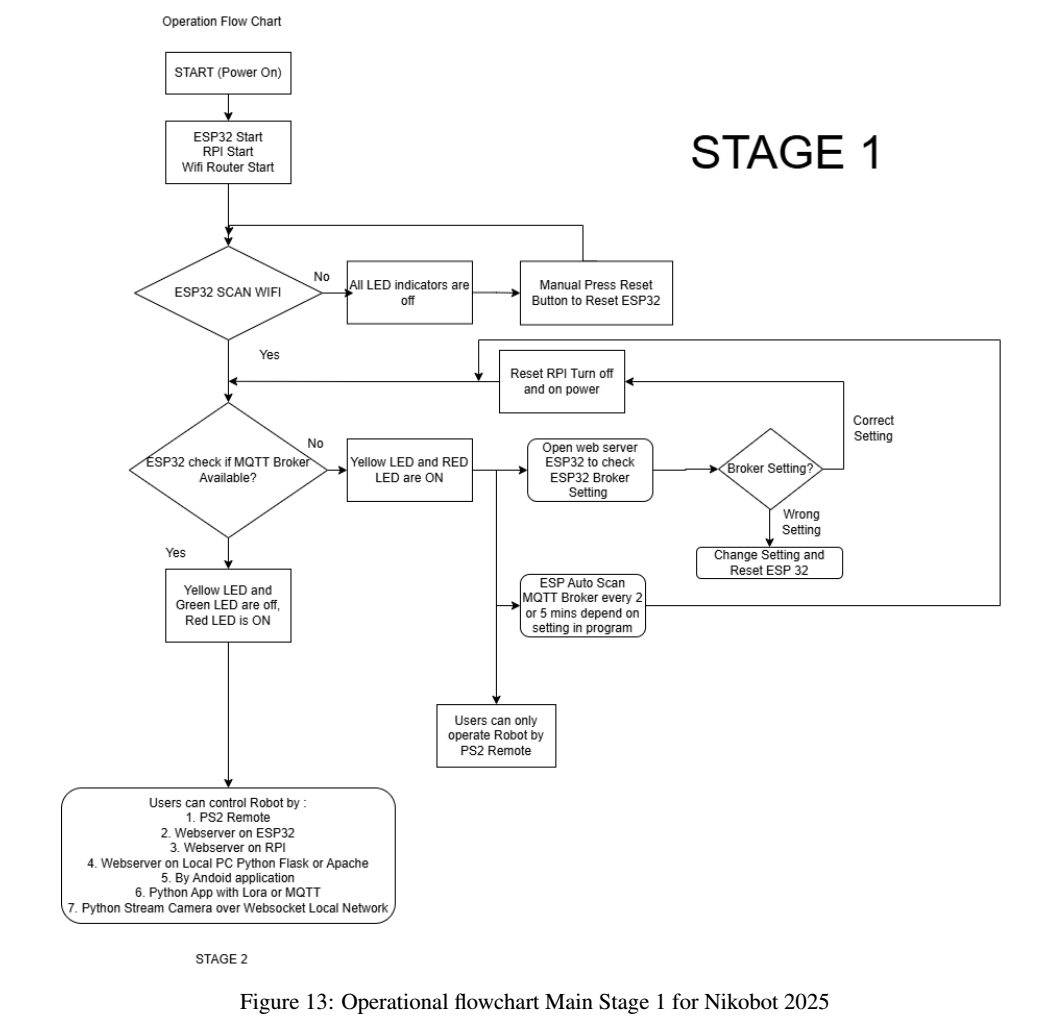 Operation Flow Chart
START (Power On)
STAGE 1
ESP32 Start
RPI Start
Wifi Router Start
ESP32 SCAN WIFI
No
All LED indicators are
off
Manual Press Reset
Button to Reset ESP32
Yes
Reset RPI Turn off
and on power
Correct
Setting
ESP32 check if MQTT Broker
Available?
No
Yellow LED and RED
LED are ON
Open web server
ESP32 to check
ESP32 Broker
Setting
Broker Setting?
Wrong
Setting
Change Setting and
Reset ESP 32
Yes
Yellow LED and
Green LED are off,
Red LED is ON
ESP Auto Scan
MQTT Broker every 2
or 5 mins depend on
setting in program
Users can only
operate Robot by
PS2 Remote
Users can control Robot by :
1. PS2 Remote
2. Webserver on ESP32
3. Webserver on RPI
4. Webserver on Local PC Python Flask or Apache
5. By Andoid application
6. Python App with Lora or MQTT
7. Python Stream Camera over Websocket Local Network
STAGE 2
Figure 13: Operational flowchart Main Stage 1 for Nikobot 2025